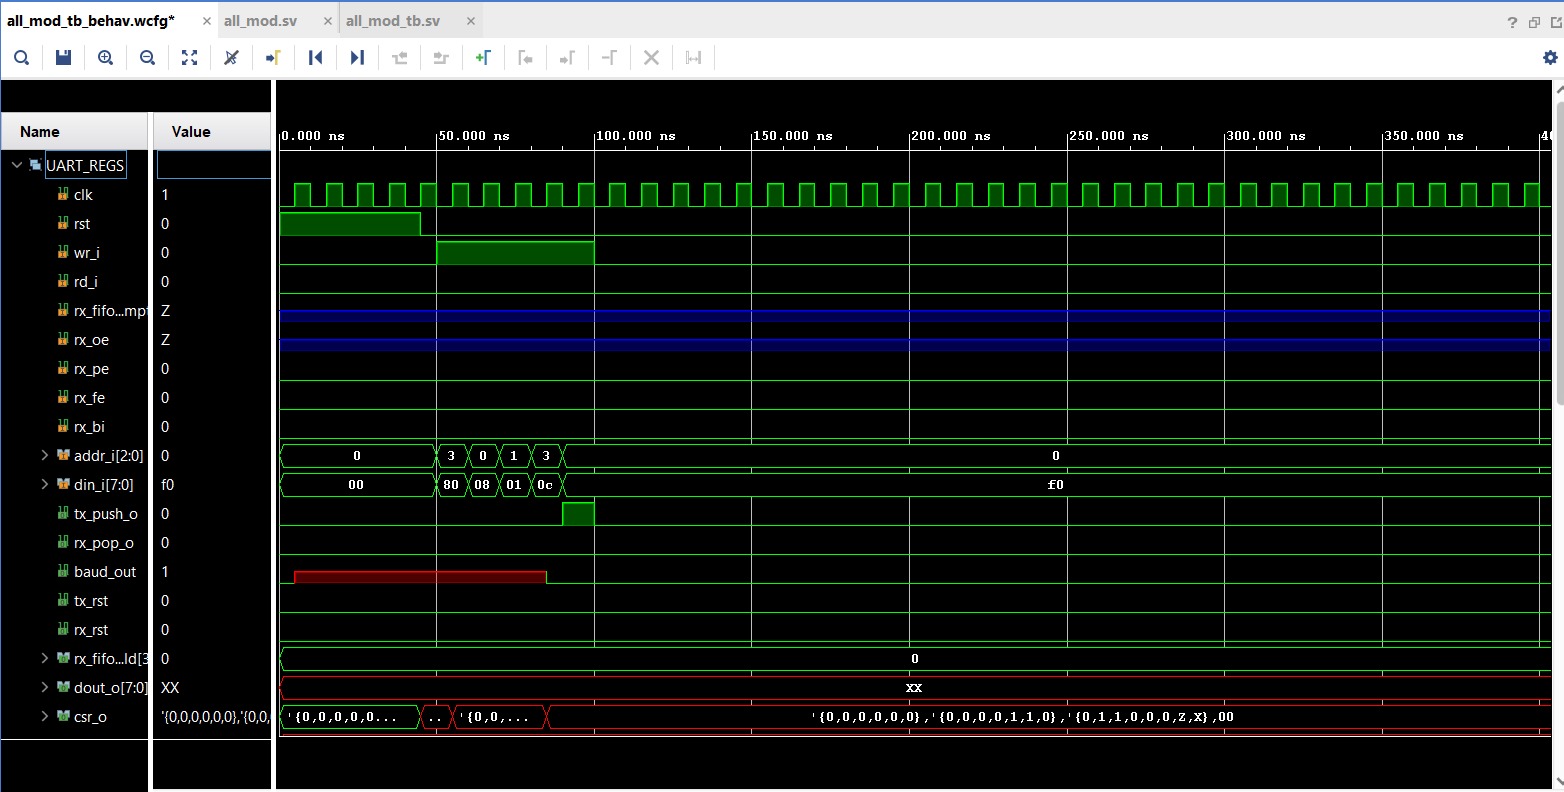 all_mod_tb_behav.wcfg* × all_mod.sv × all_mod_tb.sv ×
?
Name Value
0.000 ns 50.000 ns 100.000 ns 150.000 ns 200.000 ns 250.000 ns 300.000 ns 350.000 ns 40
UART_REGS
clk 1
rst 0
wr_i 0
rd_i 0
rx_fifo...mpt Z
rx_oe Z
rx_pe 0
rx_fe 0
rx_bi 0
addr_i[2:0] 0 0 3 0 1 3 0
din_i[7:0] f0 00 80 08 01 0c f0
tx_push_o 0
rx_pop_o 0
baud_out 1
tx_rst 0
rx_rst 0
rx_fifo...ld[3 0 0
dout_o[7:0] XX XX
csr_o '{0,0,0,0,0,0},'{0,0, '{0,0,0,0,0... .. '{0,0,... '{0,0,0,0,0,0},'{0,0,0,0,1,1,0},'{0,1,1,0,0,0,Z,X},00